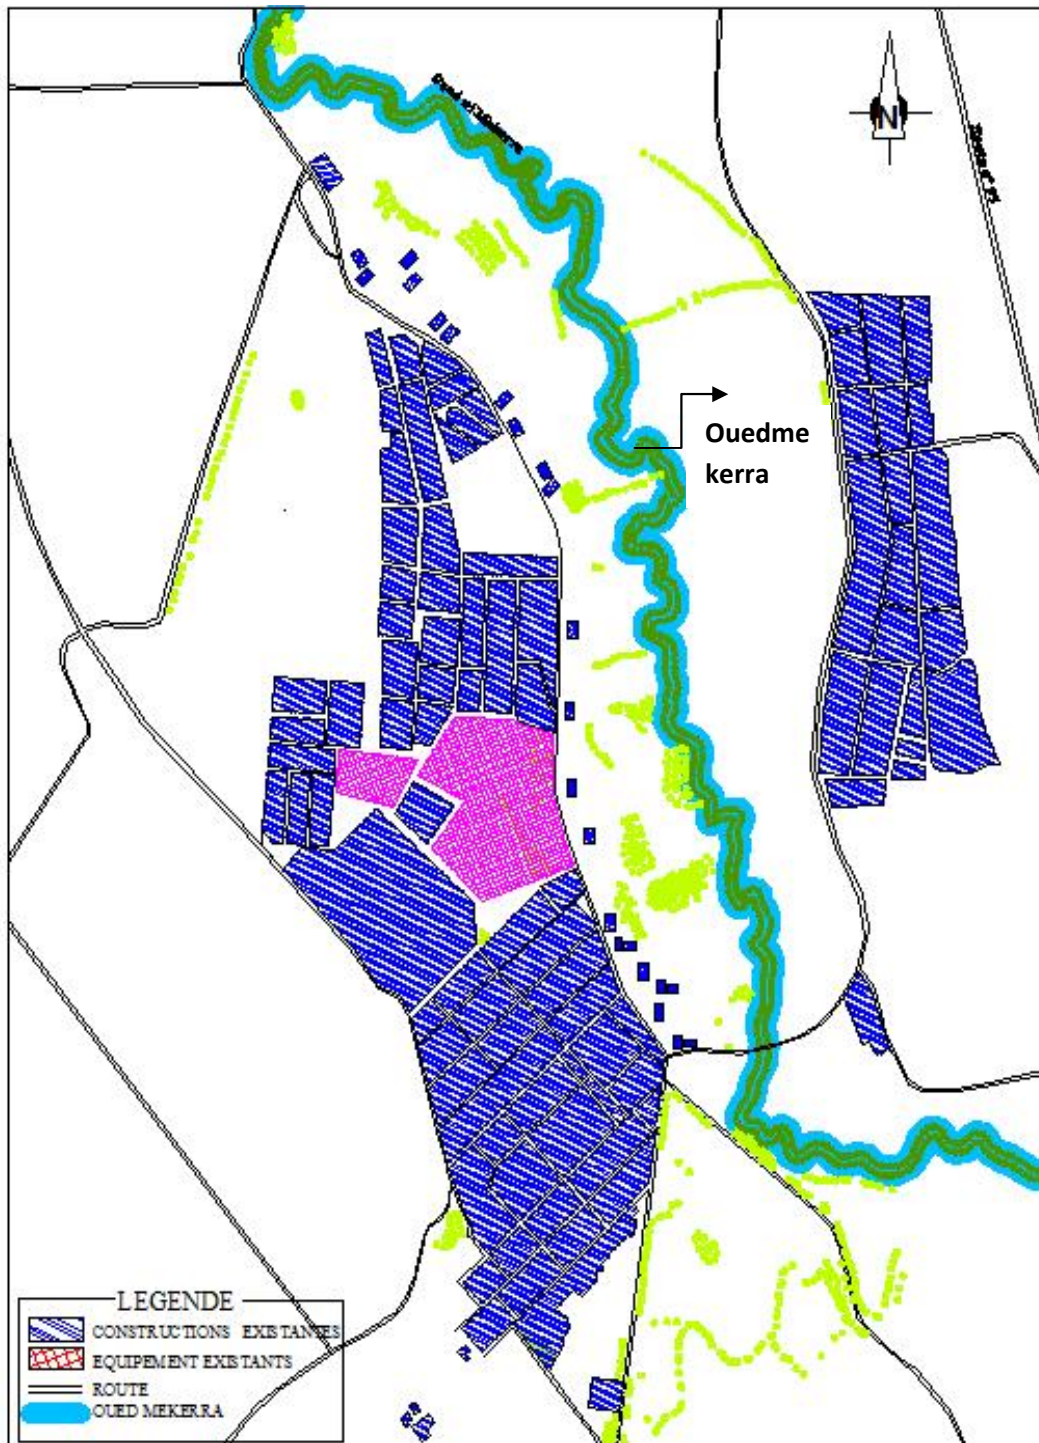 N
Ouedme
kerra
LEGENDE
CONSTRUCTIONS EXISTANTES
EQUIPEMENT EXISTANTS
ROUTE
OUED MEKERRA